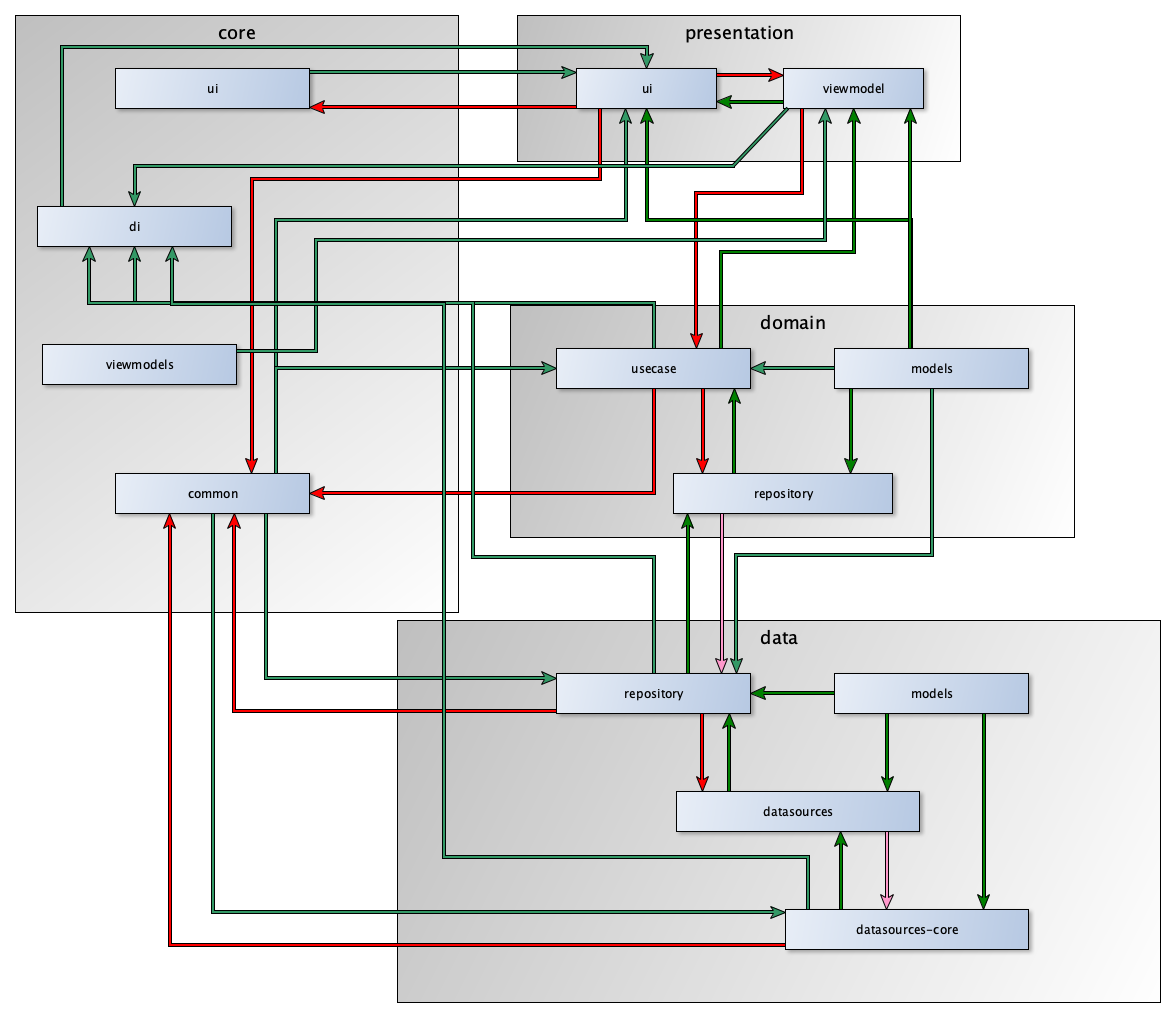 core
presentation
ui
ui
viewmodel
di
domain
viewmodels
usecase
models
common
repository
data
repository
models
datasources
datasources-core